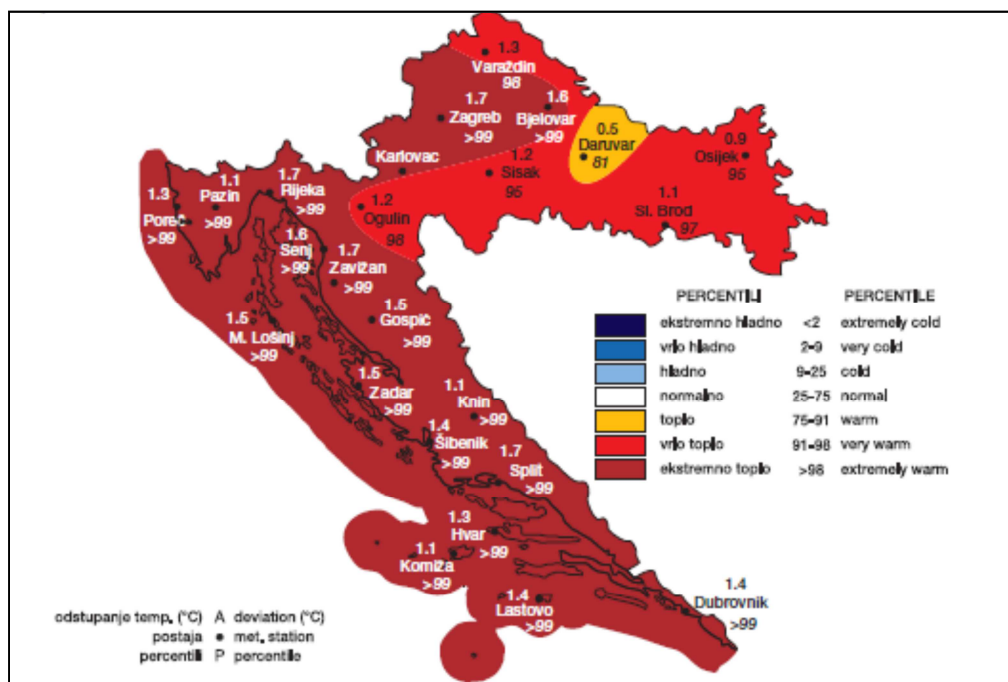 1.3
Varaždin
98
1.7
Zagreb
>99
1.6
Bjelovar
>99
0.5
Daruvar
81
0.9
Osijek
95
Karlovac
1.2
Sisak
95
1.1
Sl. Brod
97
1.2
Ogulin
98
1.3
Poreč
>99
1.1
Pazin
>99
1.7
Rijeka
>99
1.6
Senj
>99
1.7
Zavižan
>99
1.5
Gospič
>99
1.5
M. Lošinj
>99
1.5
Zadar
>99
1.1
Knin
>99
1.4
Šibenik
>99
1.7
Split
>99
1.3
Hvar
>99
1.1
Komiža
>99
1.4
Lastovo
>99
1.4
Dubrovnik
>99
PERCENTILI PERCENTILE
ekstremno hladno <2 extremely cold
vrlo hladno 2-9 very cold
hladno 9-25 cold
normalno 25-75 normal
toplo 75-91 warm
vrlo toplo 91-98 very warm
ekstremno toplo >98 extremely warm
odstupanje temp. (°C) A deviation (°C)
postaja ● met. station
percentili P percentile